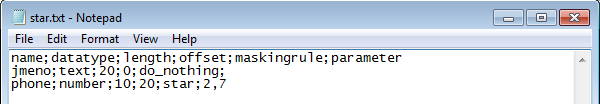 star.txt - Notepad
File Edit Format View Help
name;datatype;length;offset;maskingrule;parameter
jmeno;text;20;0;do_nothing;
phone;number;10;20;star;2,7